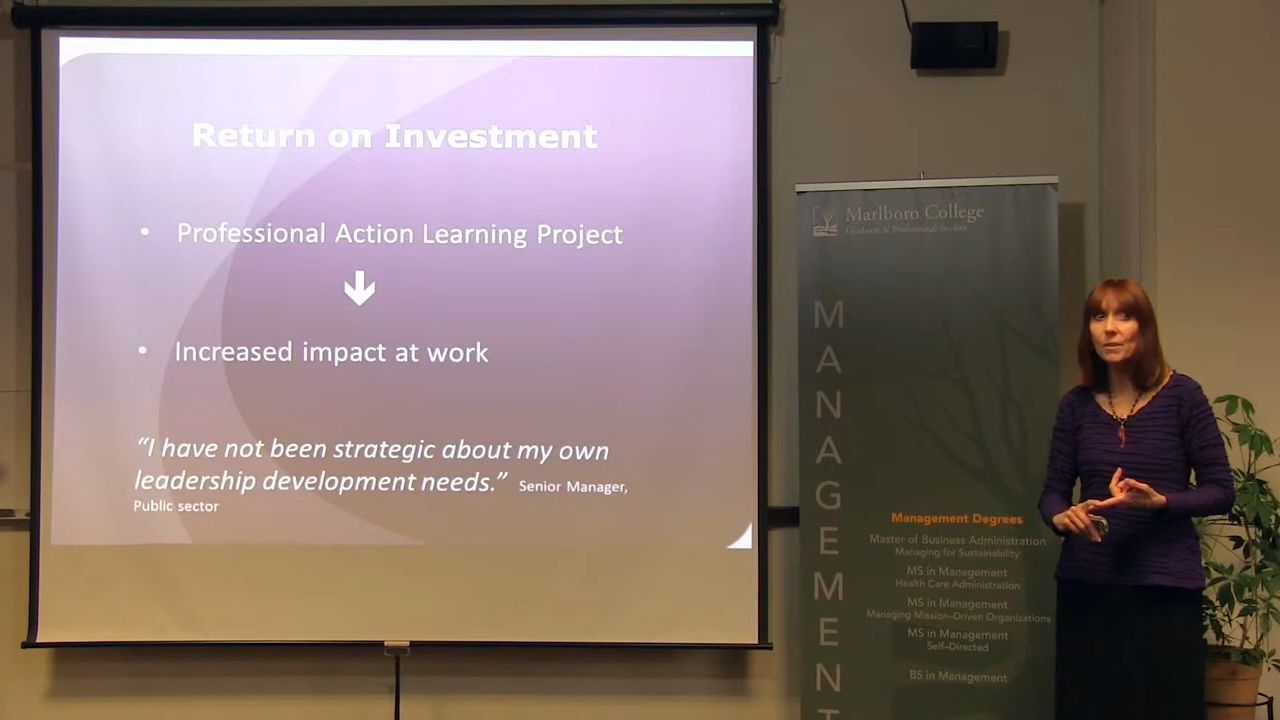 Return on Investment
• Professional Action Learning Project
• Increased impact at work
“I have not been strategic about my own
leadership development needs.” Senior Manager,
Public sector
Marlboro College
Graduate & Professional Studies
MANAGEMENT
Management Degrees
Master of Business Administration
Managing for Sustainability
MS in Management
Health Care Administration
MS in Management
Managing Mission-Driven Organizations
MS in Management
Self-Directed
BS in Management